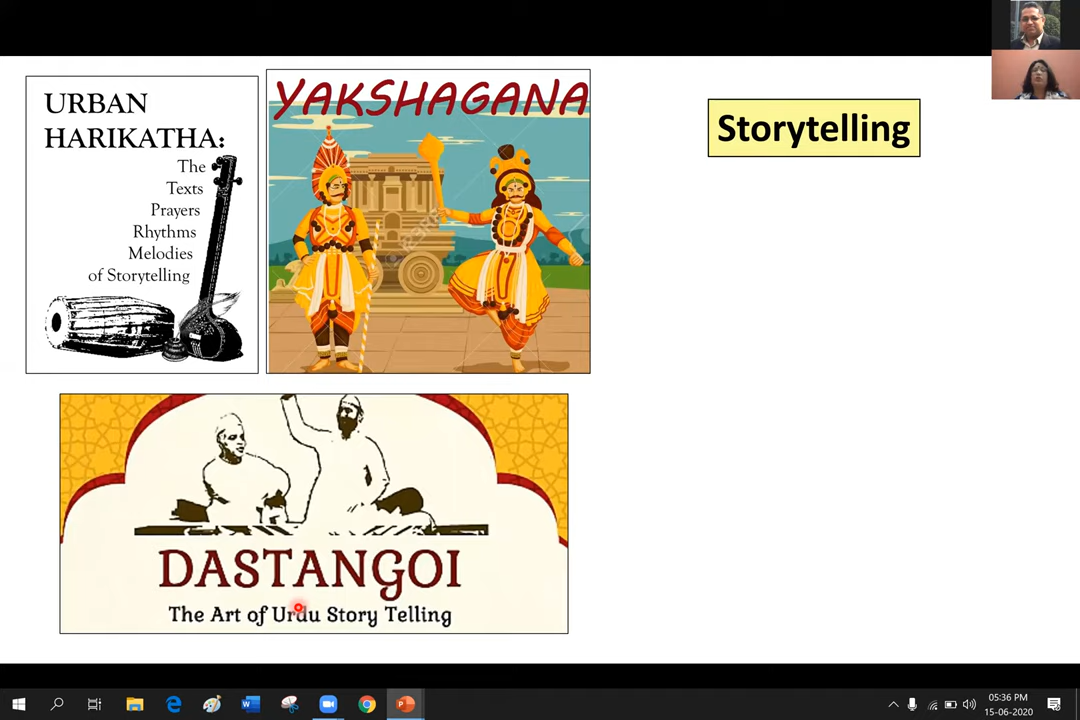 URBAN
HARIKATHA:
The
Texts
Prayers
Rhythms
Melodies
of Storytelling
YAKSHAGANA
Storytelling
DASTANGOI
The Art of Urdu Story Telling
05:36 PM
15-06-2020